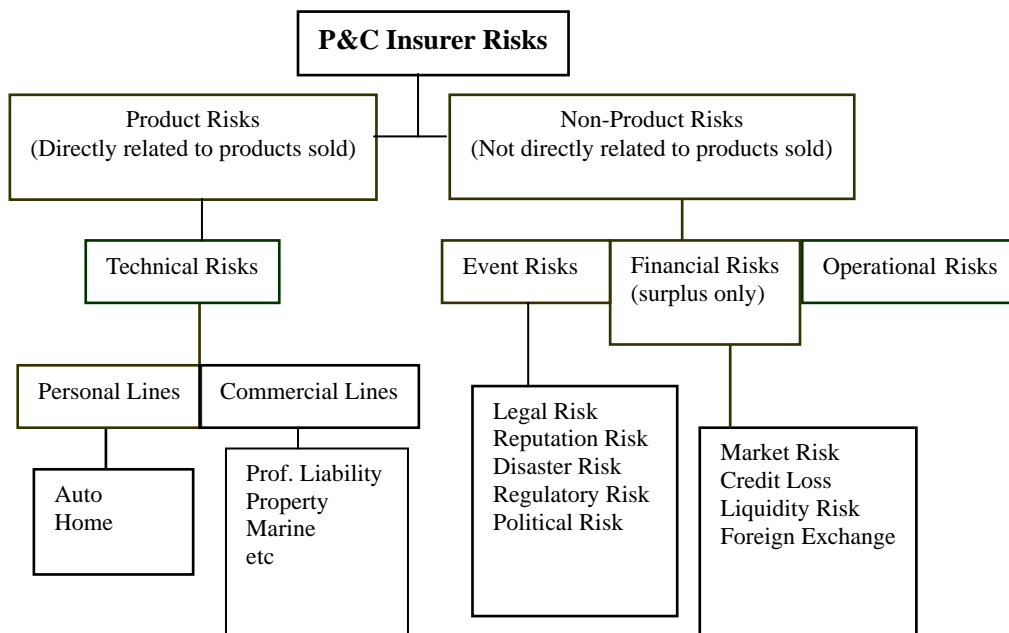 P&C Insurer Risks
Product Risks
(Directly related to products sold)
Non-Product Risks
(Not directly related to products sold)
Technical Risks
Event Risks
Financial Risks
(surplus only)
Operational Risks
Personal Lines
Commercial Lines
Auto
Home
Prof. Liability
Property
Marine
etc
Legal Risk
Reputation Risk
Disaster Risk
Regulatory Risk
Political Risk
Market Risk
Credit Loss
Liquidity Risk
Foreign Exchange